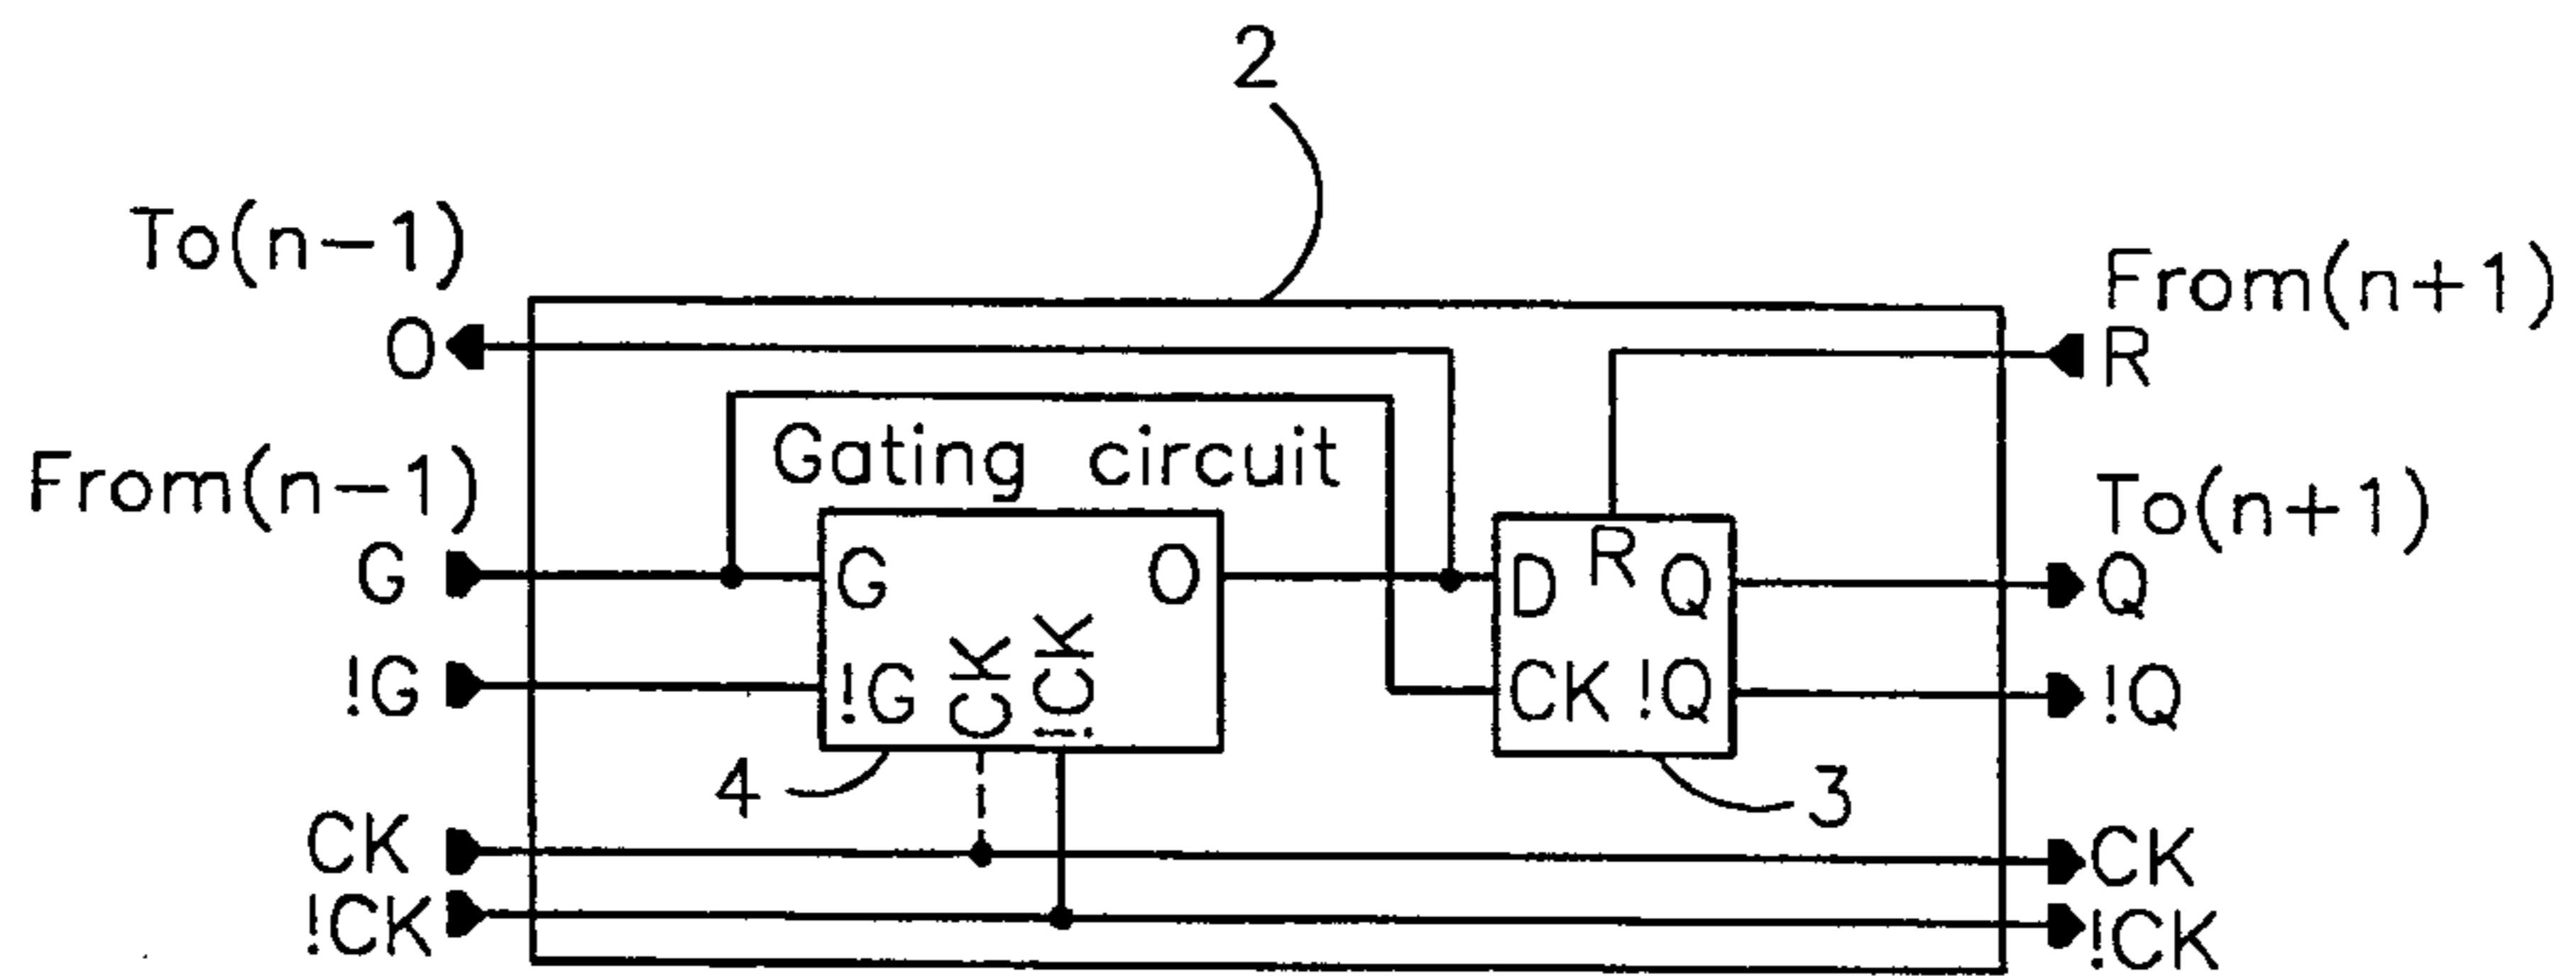 2
To(n-1)
O
From(n+1)
R
From(n-1)
Gating circuit
To(n+1)
G
G
O
D
R
Q
Q
!G
!G
CK
!CK
CK
!Q
!Q
4
3
CK
CK
!CK
!CK